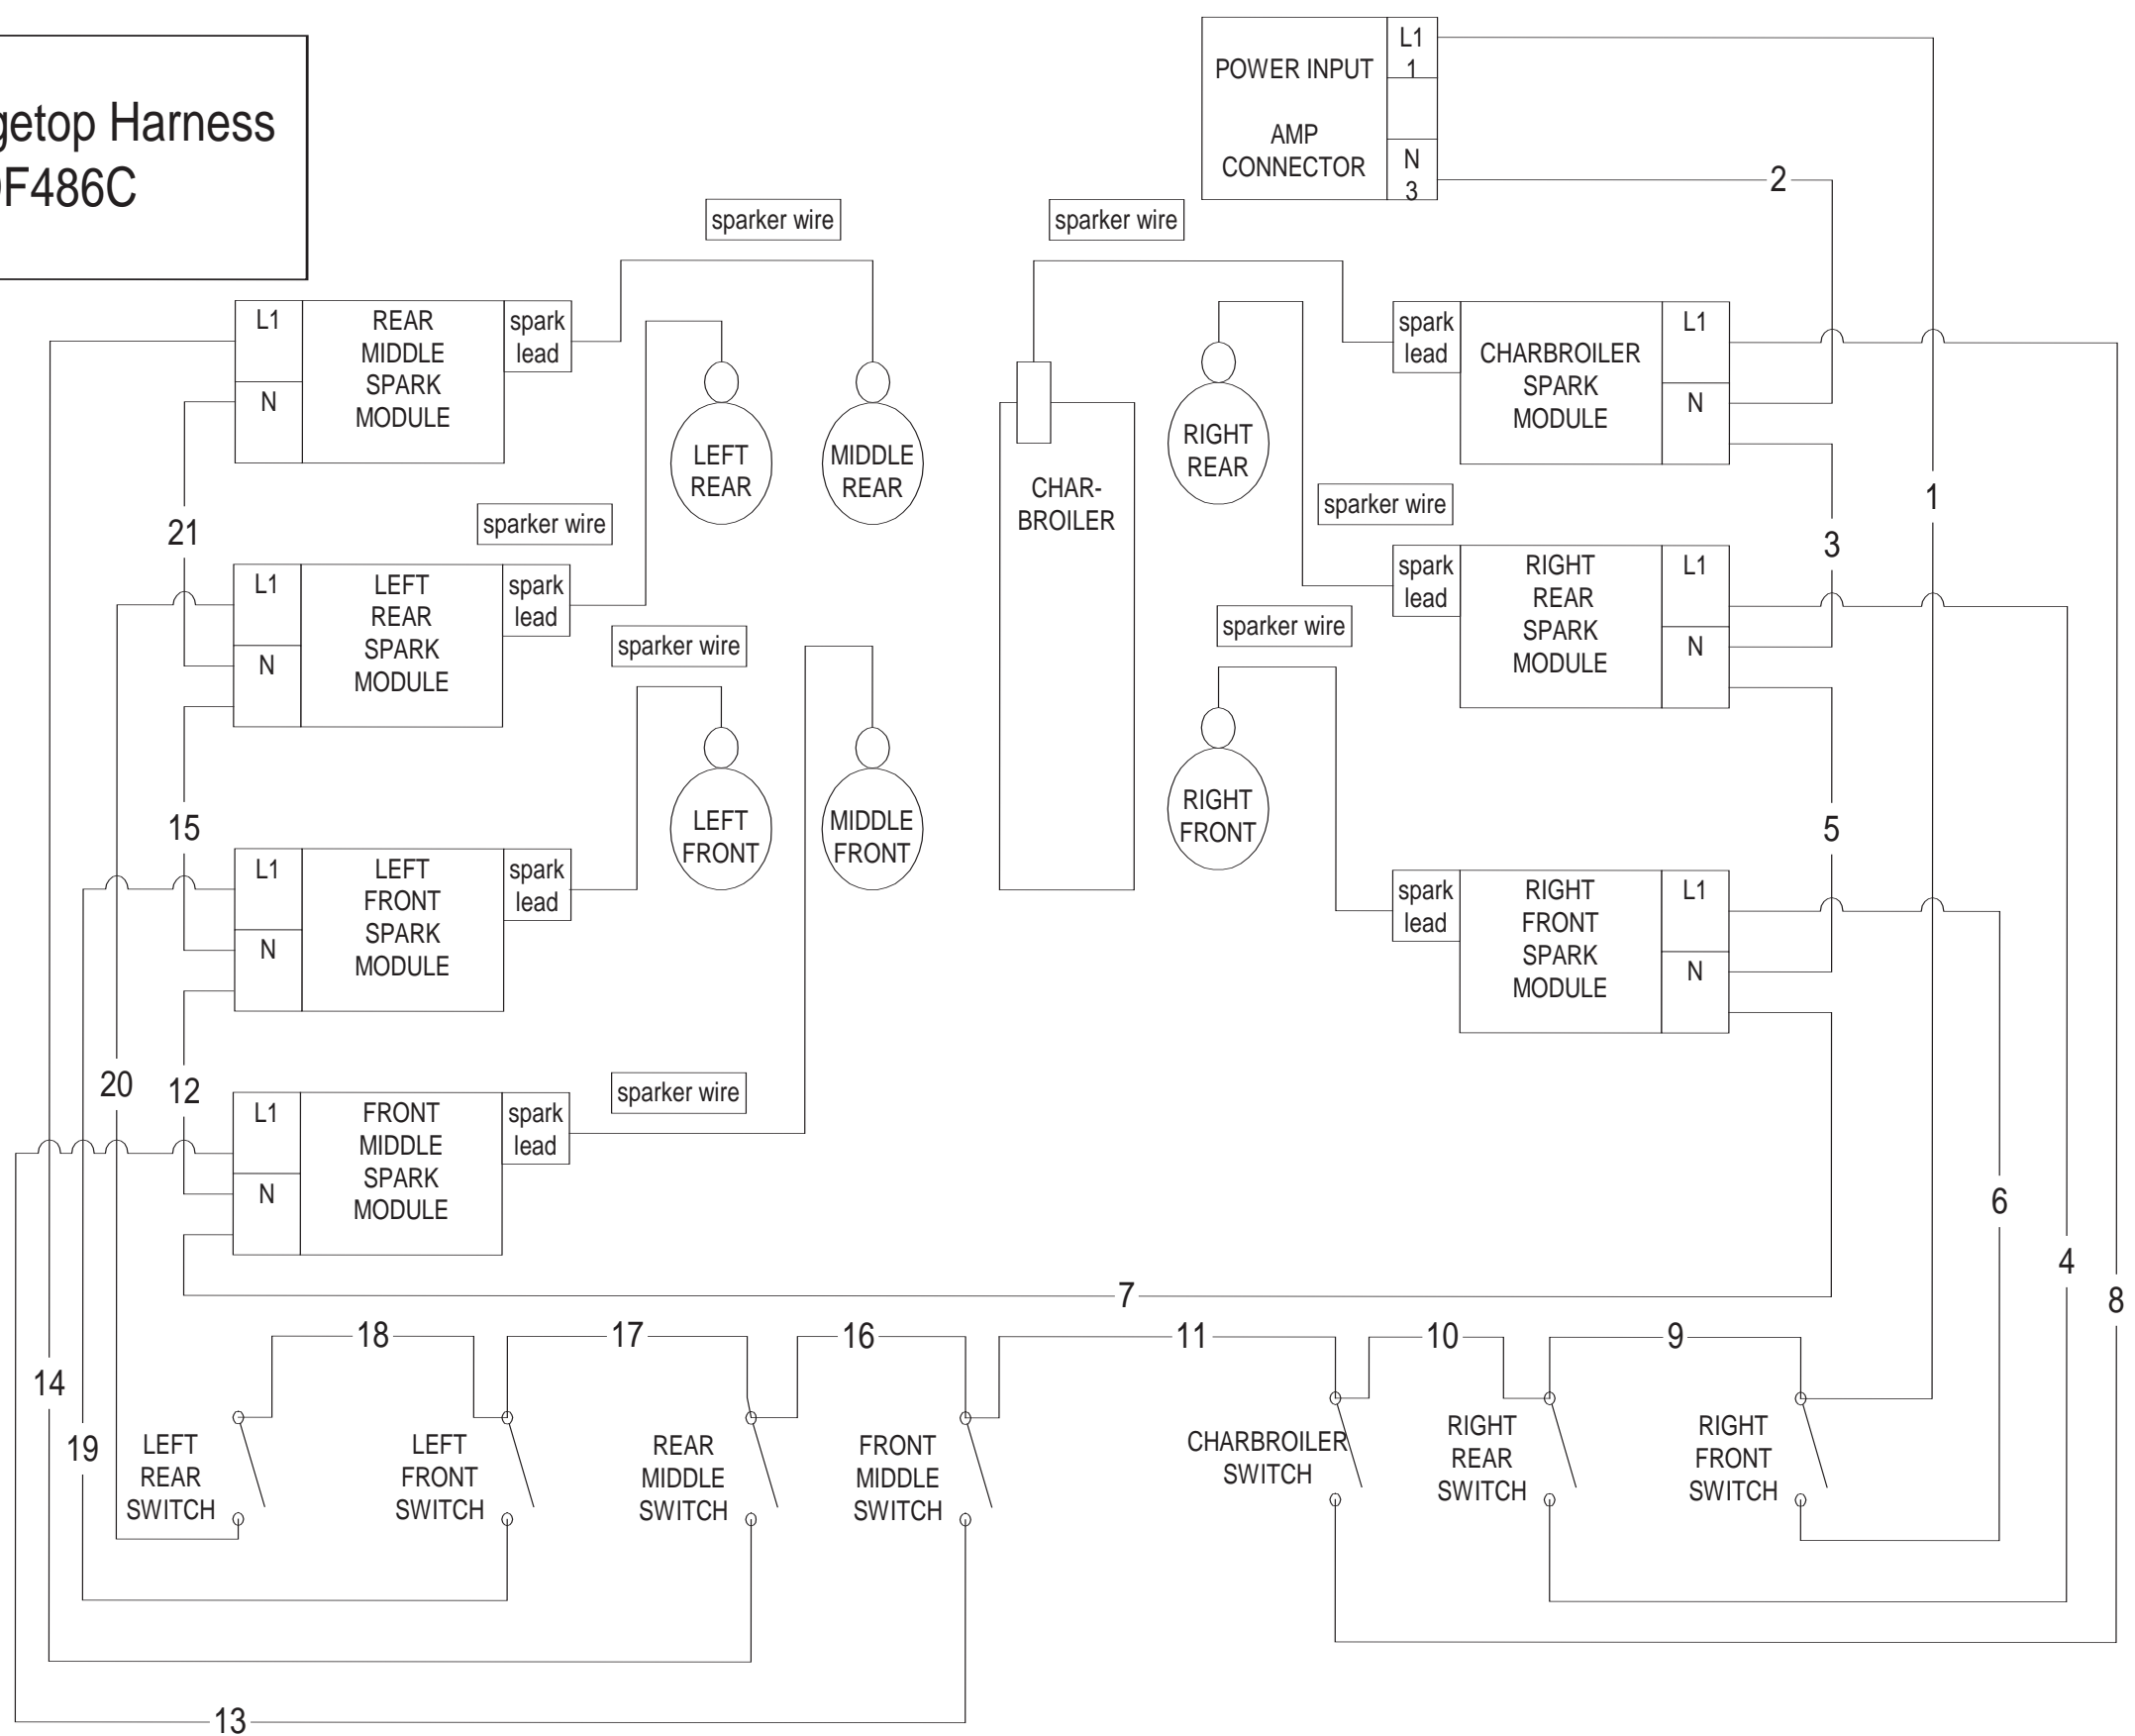 Harness
F486C
POWER INPUT
AMP
CONNECTOR
L1
1
N
3
2
sparker wire
sparker wire
L1
N
REAR
MIDDLE
SPARK
MODULE
spark
lead
LEFT
REAR
MIDDLE
REAR
CHAR-
BROILER
RIGHT
REAR
spark
lead
CHARBROILER
SPARK
MODULE
L1
N
21
sparker wire
sparker wire
1
3
L1
N
LEFT
REAR
SPARK
MODULE
spark
lead
sparker wire
sparker wire
spark
lead
RIGHT
REAR
SPARK
MODULE
L1
N
15
LEFT
FRONT
MIDDLE
FRONT
RIGHT
FRONT
5
L1
N
LEFT
FRONT
SPARK
MODULE
spark
lead
spark
lead
RIGHT
FRONT
SPARK
MODULE
L1
N
20
12
L1
N
FRONT
MIDDLE
SPARK
MODULE
spark
lead
sparker wire
6
4
7
8
18
17
16
11
10
9
14
19
LEFT
REAR
SWITCH
LEFT
FRONT
SWITCH
REAR
MIDDLE
SWITCH
FRONT
MIDDLE
SWITCH
CHARBROILER
SWITCH
RIGHT
REAR
SWITCH
RIGHT
FRONT
SWITCH
13